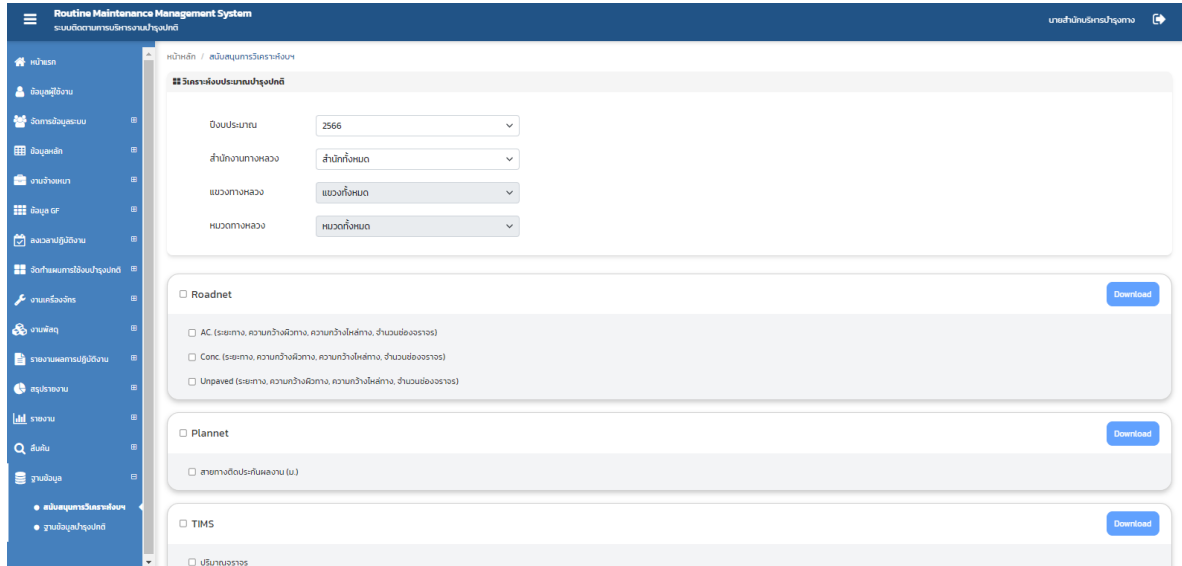 Routine Maintenance Management System
ระบบติดตามการบริหารงานบำรุงปกติ
นายสำนักบริหารบำรุงทาง
หน้าแรก
ข้อมูลผู้ใช้งาน
จัดการข้อมูลระบบ
ข้อมูลหลัก
งานจ้างเหมา
ข้อมูล GF
ลงเวลาปฏิบัติงาน
จัดทำแผนการใช้งบบำรุงปกติ
งานเครื่องจักร
งานพัสดุ
รายงานผลการปฏิบัติงาน
สรุปรายงาน
รายงาน
สืบค้น
ฐานข้อมูล
สนับสนุนการวิเคราะห์งบฯ
ฐานข้อมูลบำรุงปกติ
หน้าหลัก / สนับสนุนการวิเคราะห์งบฯ
วิเคราะห์งบประมาณบำรุงปกติ
ปีงบประมาณ 2566
สำนักงานทางหลวง สำนักทั้งหมด
แขวงทางหลวง แขวงทั้งหมด
หมวดทางหลวง หมวดทั้งหมด
Roadnet Download
AC. (ระยะทาง, ความกว้างผิวทาง, ความกว้างไหล่ทาง, จำนวนช่องจราจร)
Conc. (ระยะทาง, ความกว้างผิวทาง, ความกว้างไหล่ทาง, จำนวนช่องจราจร)
Unpaved (ระยะทาง, ความกว้างผิวทาง, ความกว้างไหล่ทาง, จำนวนช่องจราจร)
Plannet Download
สายทางติดประกันผลงาน (ม.)
TIMS Download
ปริมาณจราจร